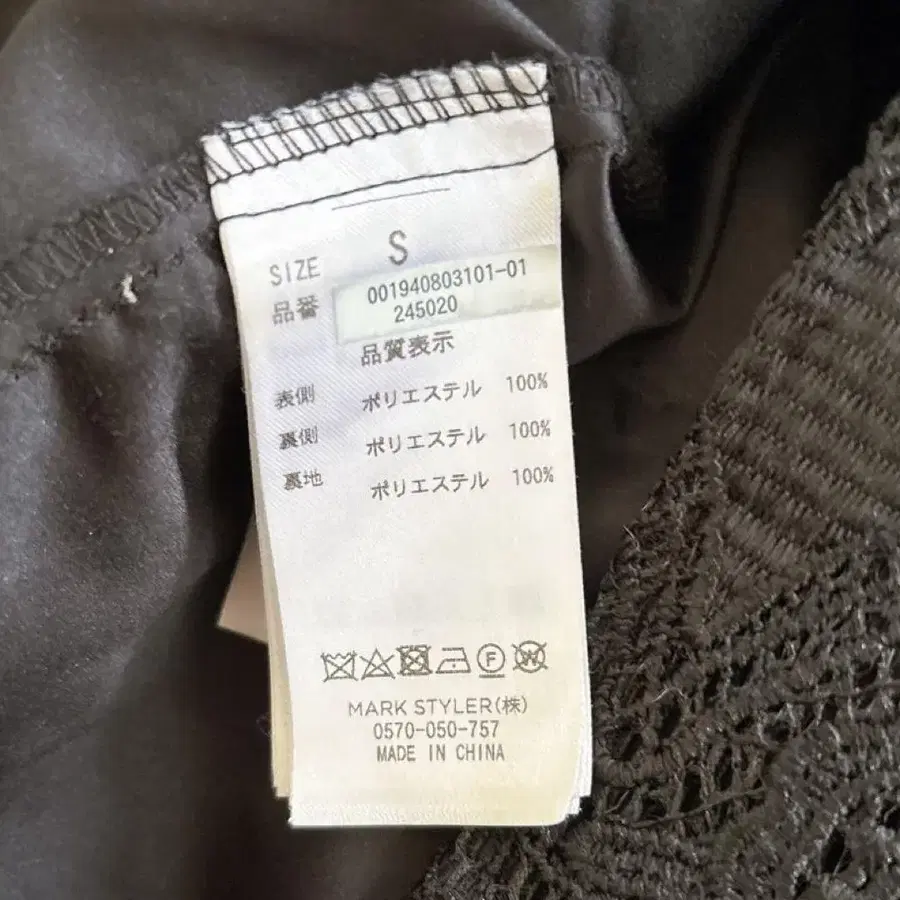 SIZE S
品番 001940803101-01
245020
品質表示
表側 ポリエステル 100%
裏側 ポリエステル 100%
裏地 ポリエステル 100%
F W
MARK STYLER(株)
0570-050-757
MADE IN CHINA